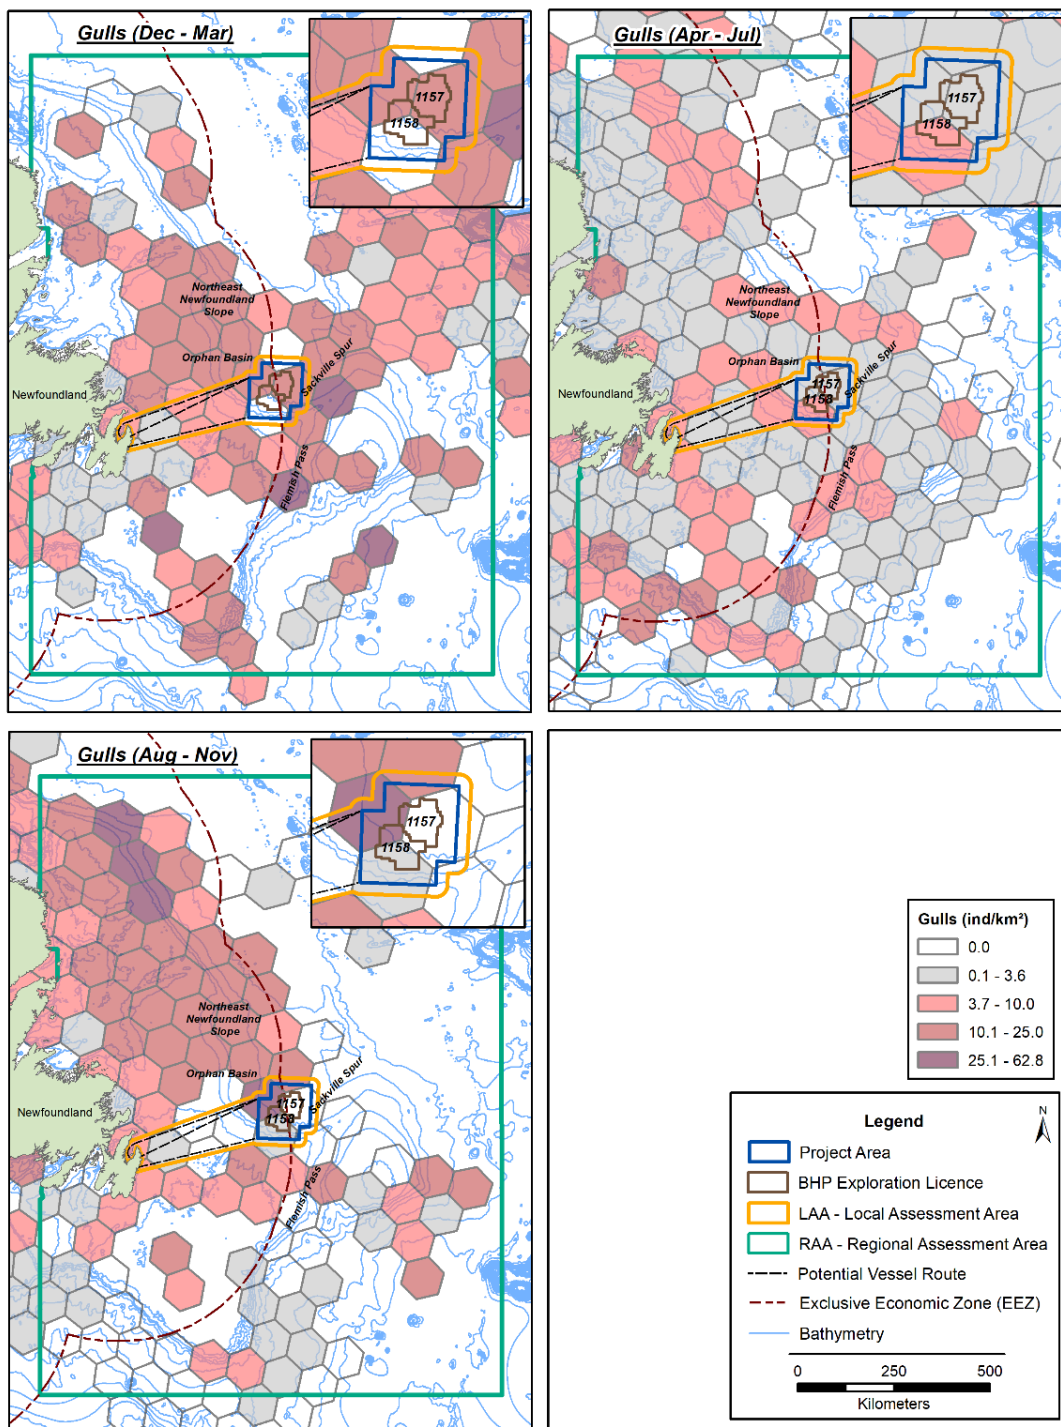 Gulls (Dec - Mar)
1157
1158
Northeast
Newfoundland
Slope
Orphan Basin
Sackville Spur
Newfoundland
Flemish Pass
Gulls (Apr - Jul)
1157
1158
Northeast
Newfoundland
Slope
Orphan Basin
Sackville Spur
1157
1158
Newfoundland
Flemish Pass
Gulls (Aug - Nov)
1157
1158
Northeast
Newfoundland
Slope
Orphan Basin
Sackville Spur
1157
1158
Newfoundland
Flemish Pass
Gulls (ind/km²)
0.0
0.1 - 3.6
3.7 - 10.0
10.1 - 25.0
25.1 - 62.8
Legend
N
Project Area
BHP Exploration Licence
LAA - Local Assessment Area
RAA - Regional Assessment Area
Potential Vessel Route
Exclusive Economic Zone (EEZ)
Bathymetry
0 250 500
Kilometers